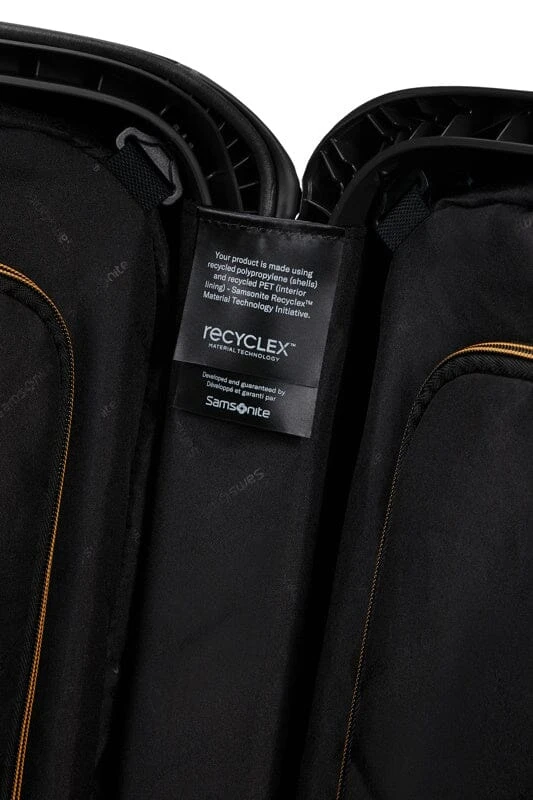 Your product is made using
recycled polypropylene (shells)
and recycled PET (interior
lining) - Samsonite Recyclex™
Material Technology Initiative.
recYCLEX™
MATERIAL TECHNOLOGY
Developed and guaranteed by
Développé et garanti par
Samsonite